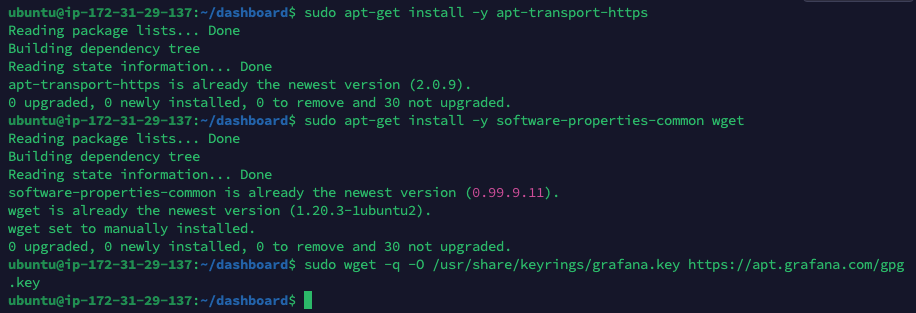 ubuntu@ip-172-31-29-137:~/dashboard$ sudo apt-get install -y apt-transport-https
Reading package lists... Done
Building dependency tree
Reading state information... Done
apt-transport-https is already the newest version (2.0.9).
0 upgraded, 0 newly installed, 0 to remove and 30 not upgraded.
ubuntu@ip-172-31-29-137:~/dashboard$ sudo apt-get install -y software-properties-common wget
Reading package lists... Done
Building dependency tree
Reading state information... Done
software-properties-common is already the newest version (0.99.9.11).
wget is already the newest version (1.20.3-1ubuntu2).
wget set to manually installed.
0 upgraded, 0 newly installed, 0 to remove and 30 not upgraded.
ubuntu@ip-172-31-29-137:~/dashboard$ sudo wget -q -O /usr/share/keyrings/grafana.key https://apt.grafana.com/gpg
.key
ubuntu@ip-172-31-29-137:~/dashboard$